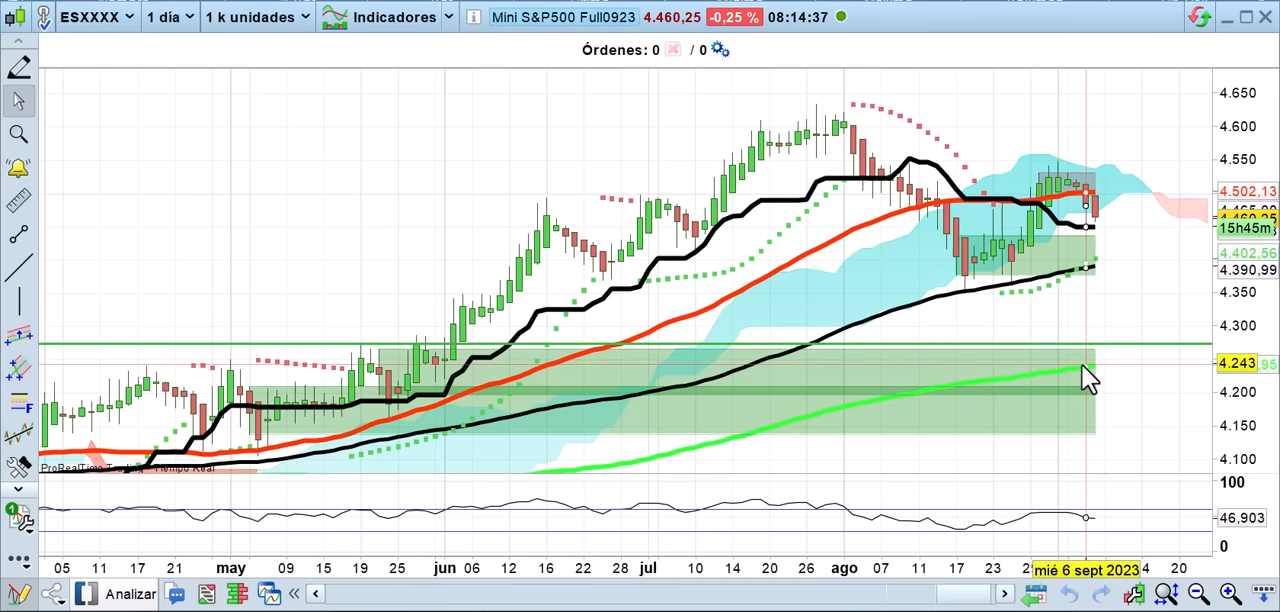 ESXXXX 1 día 1 k unidades Indicadores Mini S&P500 Full0923 4.460,25 -0,25 % 08:14:37
Órdenes: 0 / 0
4.650
4.600
4.550
4.502,13
15h45m
4.402,56
4.390,99
4.350
4.300
4.243
4.200
4.150
4.100
ProRealTime Trading - Tiempo Real
100
46,903
0
05 11 17 24 may 09 15 19 25 jun 06 12 16 22 28 jul 10 14 20 26 ago 07 11 17 23 mié 6 sept 2023 20
Analizar